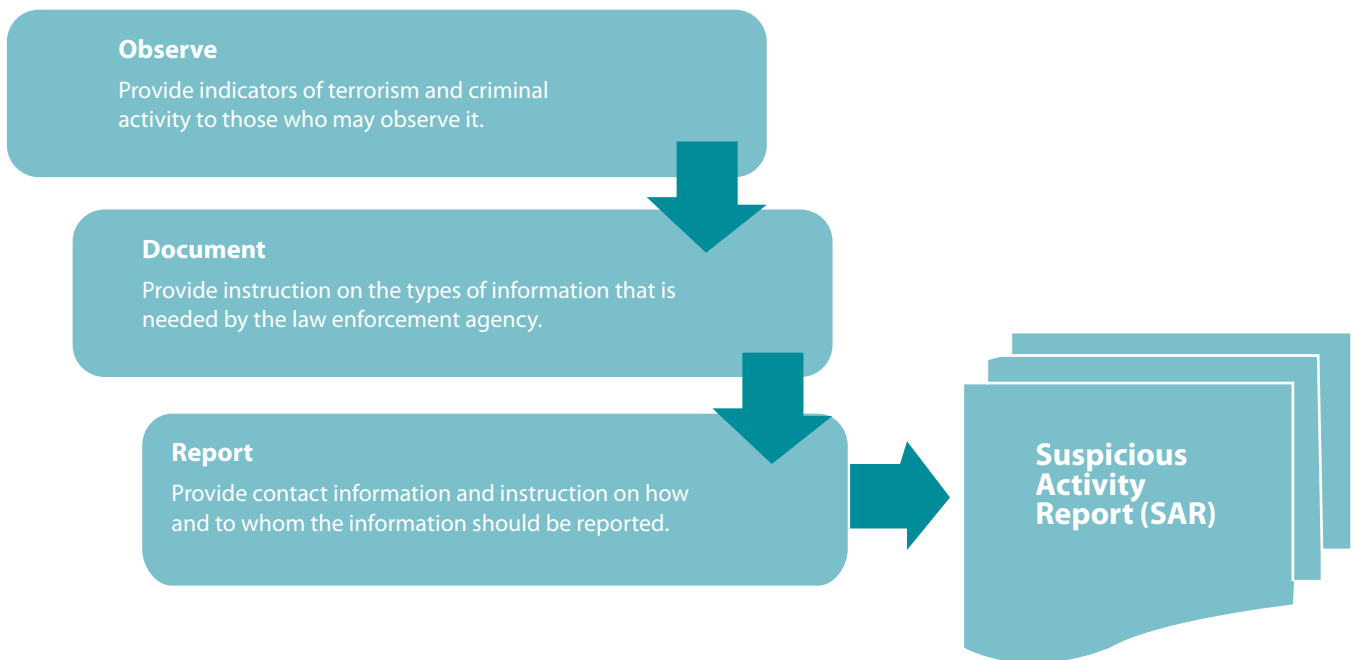 Observe
Provide indicators of terrorism and criminal
activity to those who may observe it.
Document
Provide instruction on the types of information that is
needed by the law enforcement agency.
Report
Provide contact information and instruction on how
and to whom the information should be reported.
Suspicious
Activity
Report (SAR)